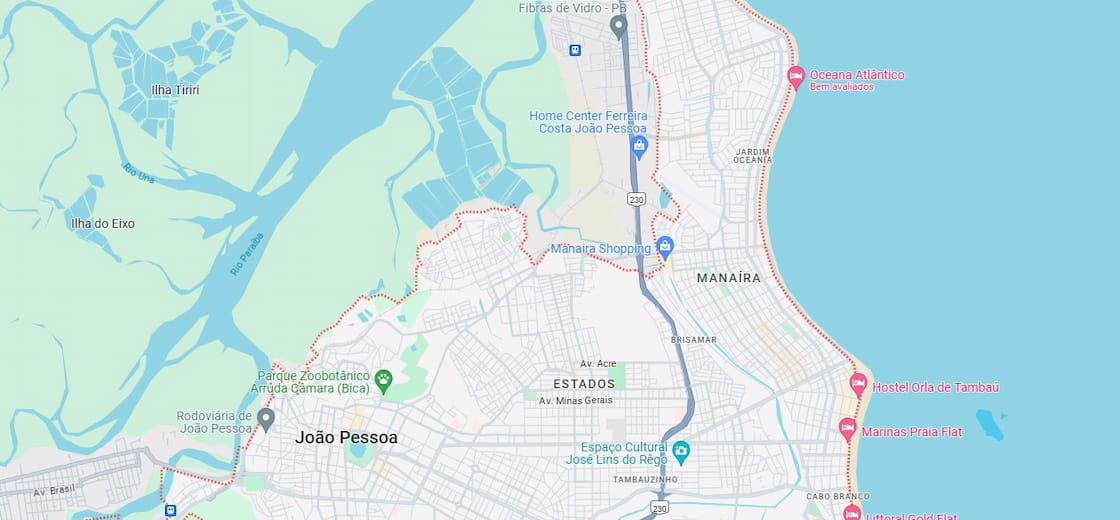 Fibras de Vidro - PB
Oceana Atlântico
Bem avaliados
Ilha Tiriri
Home Center Ferreira
Costa João Pessoa
JARDIM
OCEANIA
Rio Una
230
Ilha do Eixo
Rio Paraíba
Manaira Shopping
MANAÍRA
BRISAMAR
Av. Acre
Parque Zoobotânico
Arruda Câmara (Bica)
ESTADOS
Hostel Orla de Tambaú
Av. Minas Gerais
Rodoviária de
João Pessoa
João Pessoa
Marinas Praia Flat
Espaço Cultural
José Lins do Rêgo
TAMBAUZINHO
Av. Brasil
CABO BRANCO
230
Littoral Gold Flat